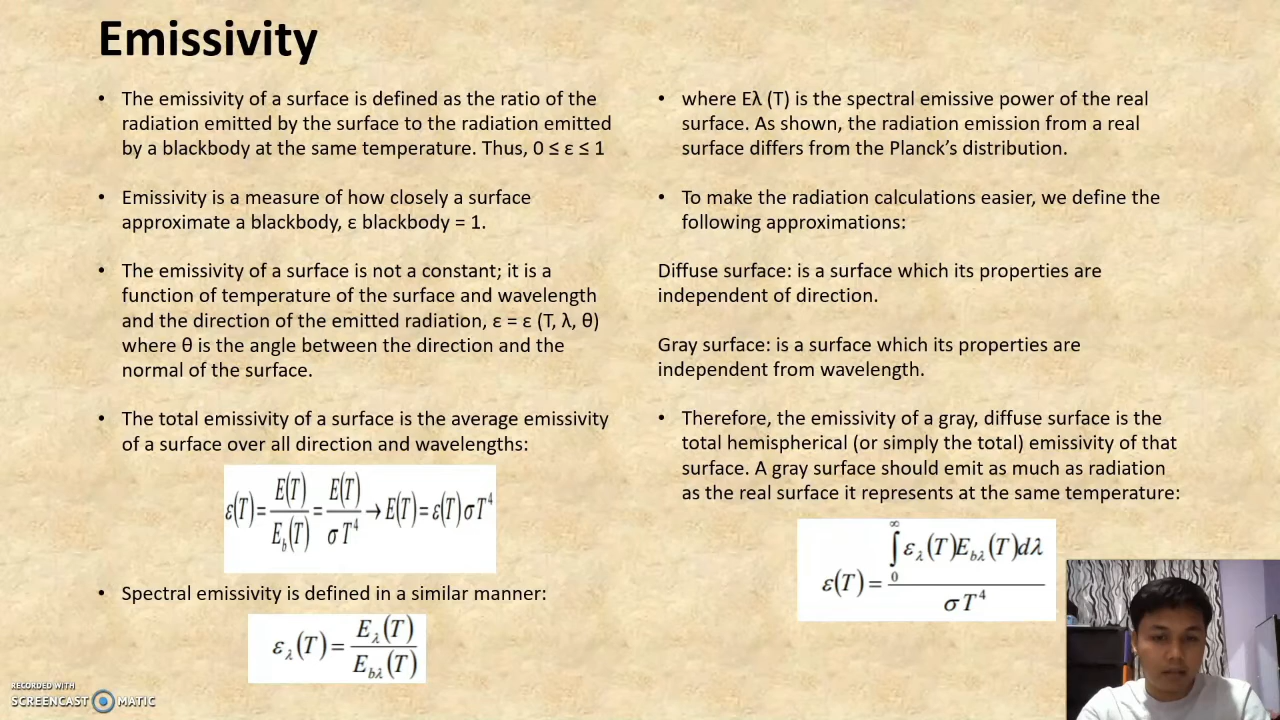 Emissivity
• The emissivity of a surface is defined as the ratio of the
radiation emitted by the surface to the radiation emitted
by a blackbody at the same temperature. Thus, 0 ≤ ε ≤ 1
• Emissivity is a measure of how closely a surface
approximate a blackbody, ε blackbody = 1.
• The emissivity of a surface is not a constant; it is a
function of temperature of the surface and wavelength
and the direction of the emitted radiation, ε = ε (T, λ, θ)
where θ is the angle between the direction and the
normal of the surface.
• The total emissivity of a surface is the average emissivity
of a surface over all direction and wavelengths:
ε(T) = E(T)/E_b(T) = E(T)/σT⁴ → E(T) = ε(T)σT⁴
• Spectral emissivity is defined in a similar manner:
ε_λ(T) = E_λ(T)/E_bλ(T)
• where Eλ (T) is the spectral emissive power of the real
surface. As shown, the radiation emission from a real
surface differs from the Planck’s distribution.
• To make the radiation calculations easier, we define the
following approximations:
Diffuse surface: is a surface which its properties are
independent of direction.
Gray surface: is a surface which its properties are
independent from wavelength.
• Therefore, the emissivity of a gray, diffuse surface is the
total hemispherical (or simply the total) emissivity of that
surface. A gray surface should emit as much as radiation
as the real surface it represents at the same temperature:
ε(T) = ∫₀^∞ ε_λ(T)E_bλ(T)dλ / σT⁴
RECORDED WITH
SCREENCAST MATIC